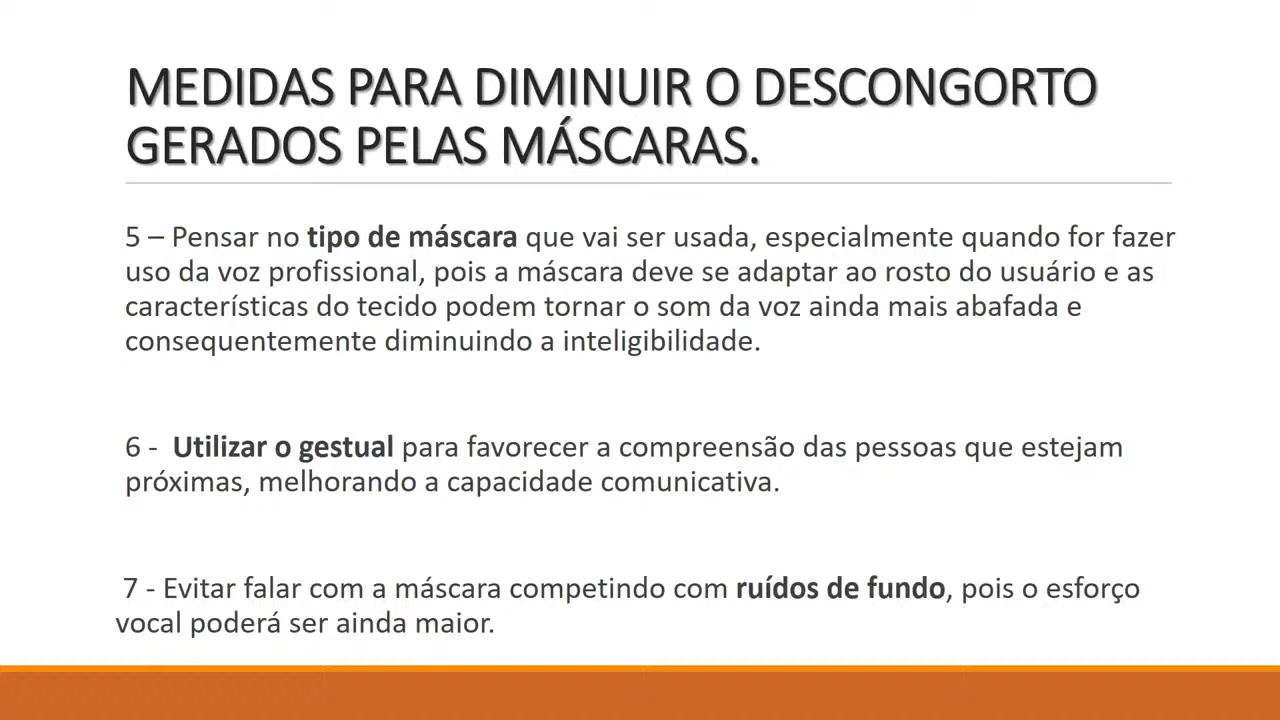 MEDIDAS PARA DIMINUIR O DESCONGORTO
GERADOS PELAS MÁSCARAS.
5 – Pensar no tipo de máscara que vai ser usada, especialmente quando for fazer
uso da voz profissional, pois a máscara deve se adaptar ao rosto do usuário e as
características do tecido podem tornar o som da voz ainda mais abafada e
consequentemente diminuindo a inteligibilidade.
6 - Utilizar o gestual para favorecer a compreensão das pessoas que estejam
próximas, melhorando a capacidade comunicativa.
7 - Evitar falar com a máscara competindo com ruídos de fundo, pois o esforço
vocal poderá ser ainda maior.